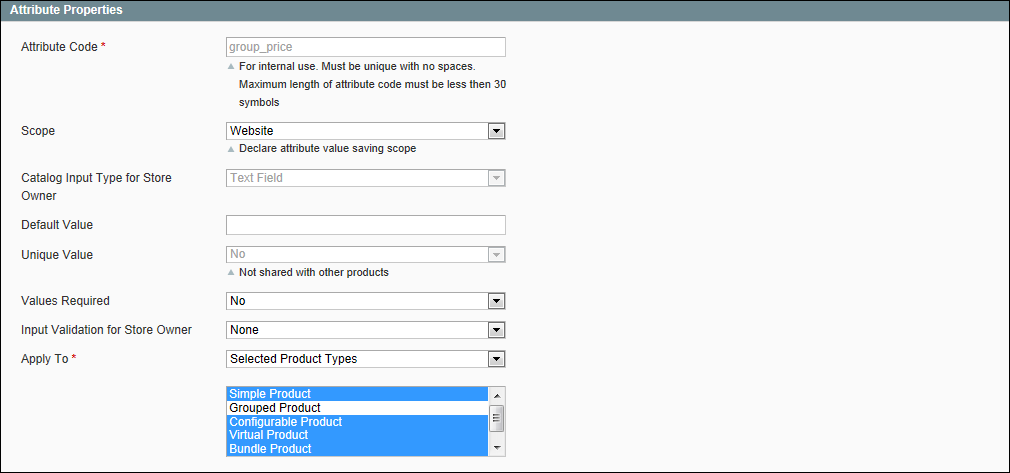 Attribute Properties
Attribute Code *
group_price
For internal use. Must be unique with no spaces.
Maximum length of attribute code must be less then 30
symbols
Scope
Website
Declare attribute value saving scope
Catalog Input Type for Store
Owner
Text Field
Default Value
Unique Value
No
Not shared with other products
Values Required
No
Input Validation for Store Owner
None
Apply To *
Selected Product Types
Simple Product
Grouped Product
Configurable Product
Virtual Product
Bundle Product